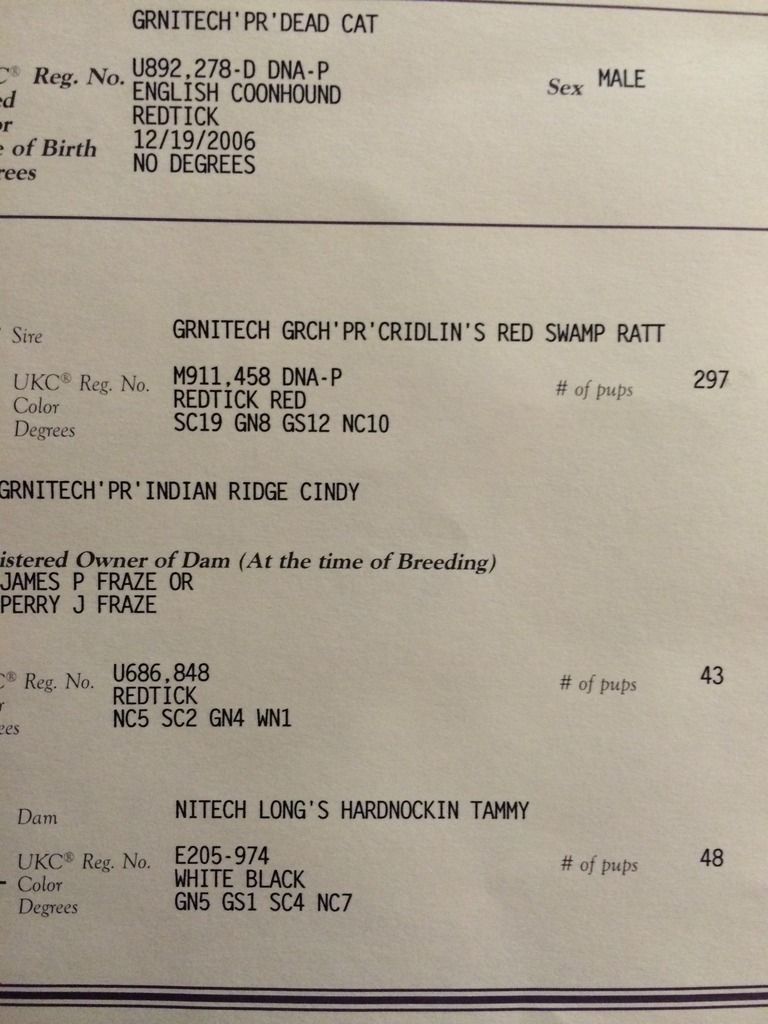 GRNITECH'PR'DEAD CAT
C® Reg. No. U892,278-D DNA-P Sex MALE
ed ENGLISH COONHOUND
or REDTICK
e of Birth 12/19/2006
rees NO DEGREES
Sire GRNITECH GRCH'PR'CRIDLIN'S RED SWAMP RATT
UKC® Reg. No. M911,458 DNA-P # of pups 297
Color REDTICK RED
Degrees SC19 GN8 GS12 NC10
GRNITECH'PR'INDIAN RIDGE CINDY
istered Owner of Dam (At the time of Breeding)
JAMES P FRAZE OR
PERRY J FRAZE
C® Reg. No. U686,848 # of pups 43
r REDTICK
ees NC5 SC2 GN4 WN1
Dam NITECH LONG'S HARDNOCKIN TAMMY
UKC® Reg. No. E205-974 # of pups 48
Color WHITE BLACK
Degrees GN5 GS1 SC4 NC7